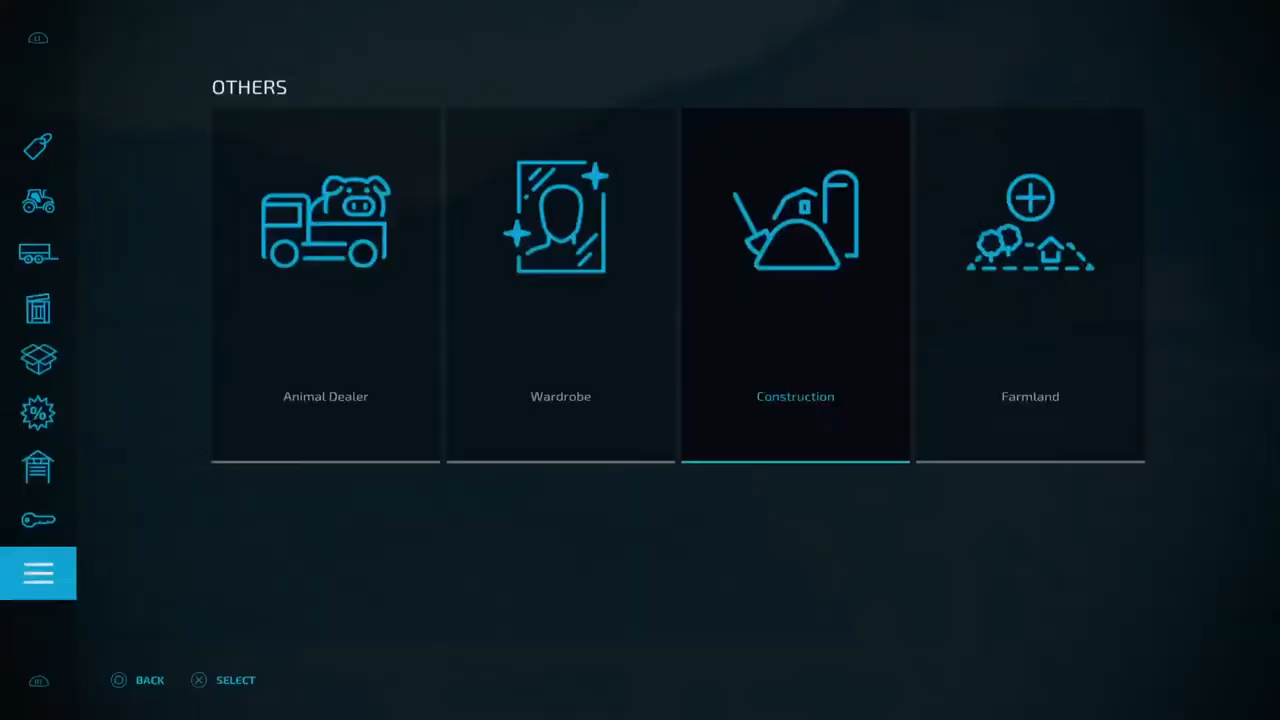 OTHERS
Animal Dealer
Wardrobe
Construction
Farmland
%
BACK
SELECT